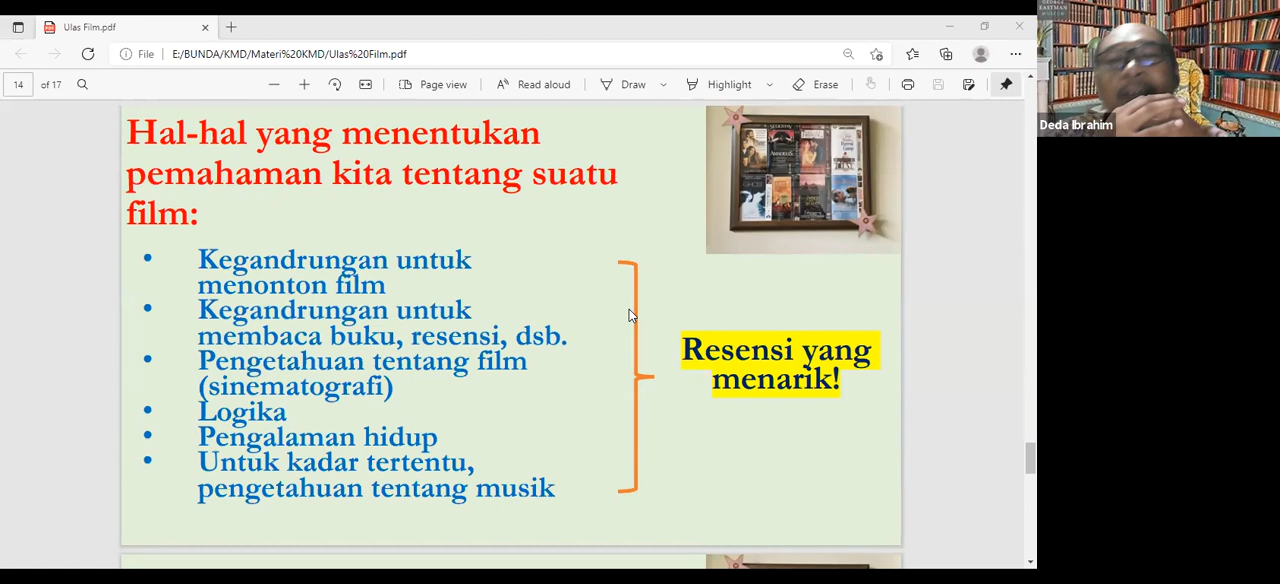 Ulas Film.pdf
File E:/BUNDA/KMD/Materi%20KMD/Ulas%20Film.pdf
14 of 17 Page view Read aloud Draw Highlight Erase
GEORGE
EASTMAN
MUSEUM
Deda Ibrahim
Hal-hal yang menentukan
pemahaman kita tentang suatu
film:
• Kegandrungan untuk
menonton film
• Kegandrungan untuk
membaca buku, resensi, dsb.
• Pengetahuan tentang film
(sinematografi)
• Logika
• Pengalaman hidup
• Untuk kadar tertentu,
pengetahuan tentang musik
Resensi yang
menarik!